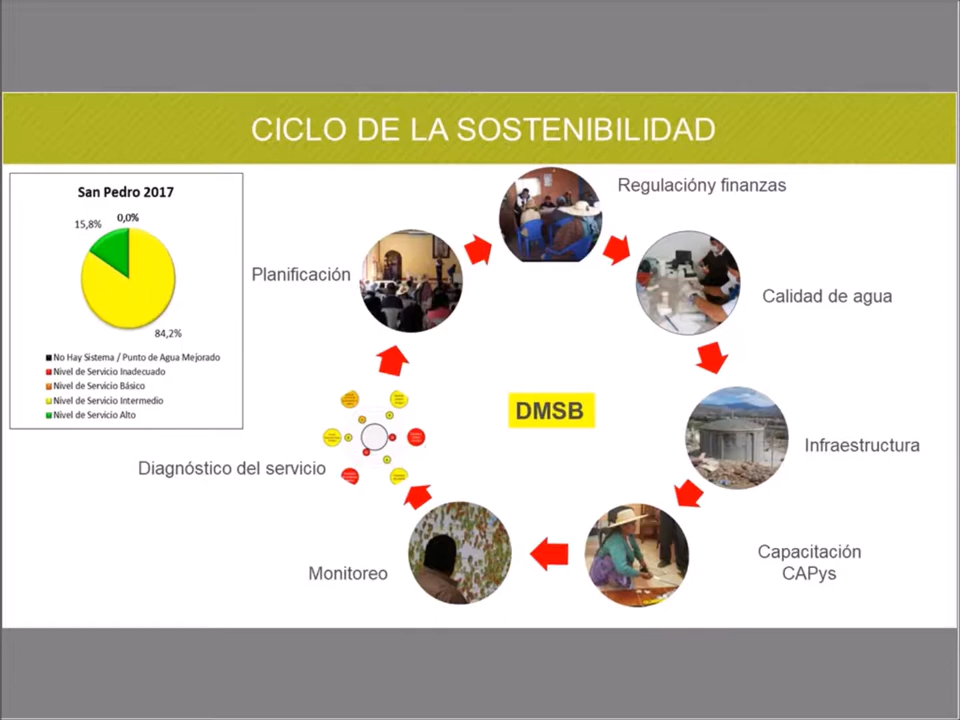 CICLO DE LA SOSTENIBILIDAD
San Pedro 2017
0,0%
15,8%
84,2%
No Hay Sistema / Punto de Agua Mejorado
Nivel de Servicio Inadecuado
Nivel de Servicio Básico
Nivel de Servicio Intermedio
Nivel de Servicio Alto
Regulacióny finanzas
Planificación
Calidad de agua
DMSB
Infraestructura
Diagnóstico del servicio
Capacitación
CAPys
Monitoreo